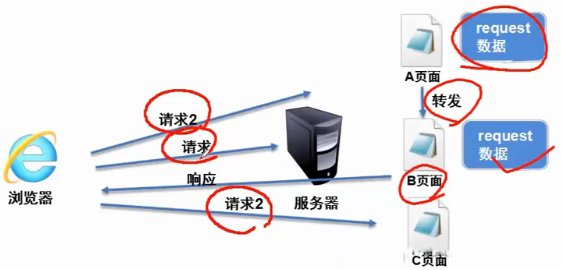 request
数据
A页面
转发
请求2
请求
request
数据
响应
B页面
浏览器
请求2
服务器
C页面